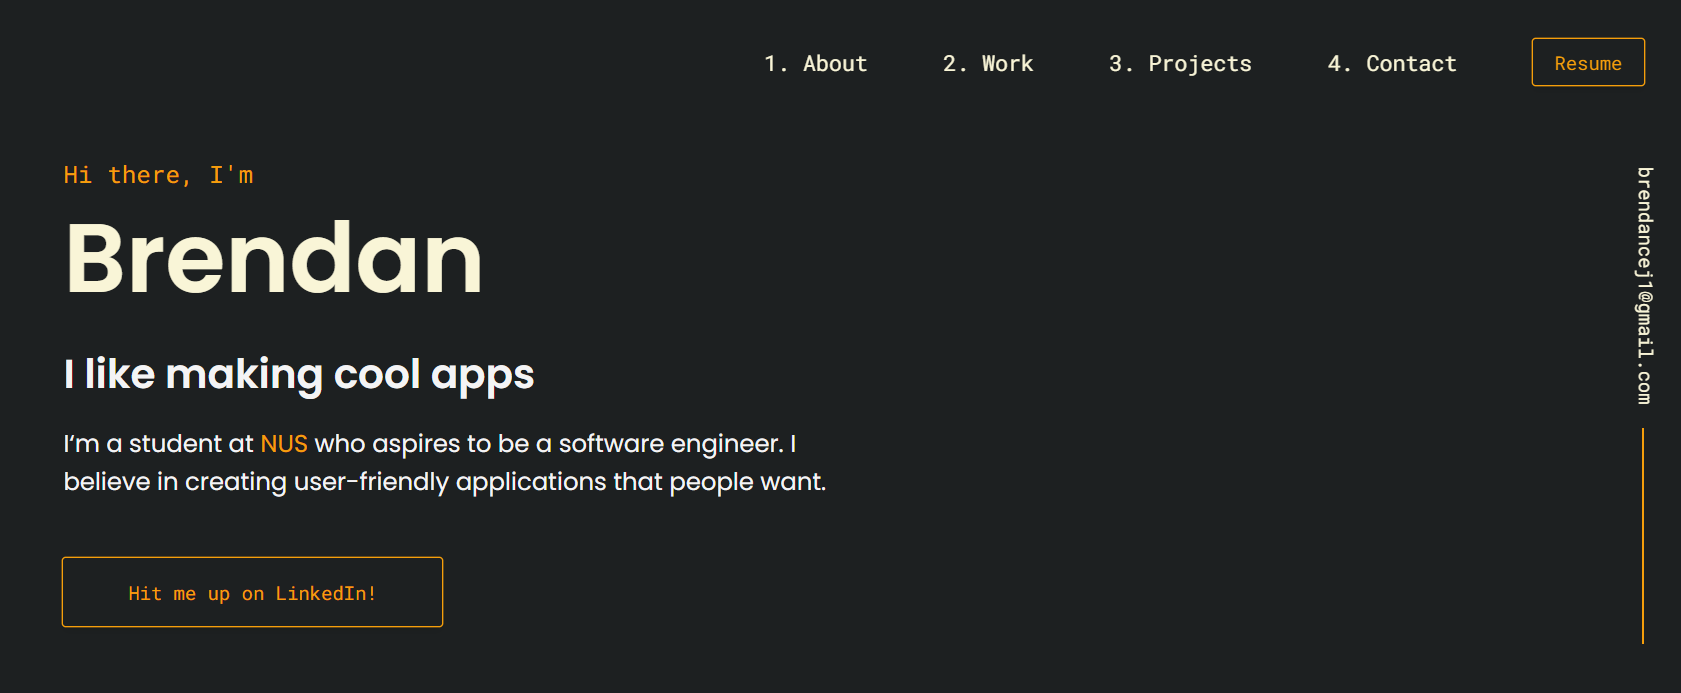 1. About
2. Work
3. Projects
4. Contact
Resume
Hi there, I'm
Brendan
I like making cool apps
I‘m a student at NUS who aspires to be a software engineer. I
believe in creating user-friendly applications that people want.
Hit me up on LinkedIn!
brendancej1@gmail.com